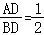 AD/BD = 1/2